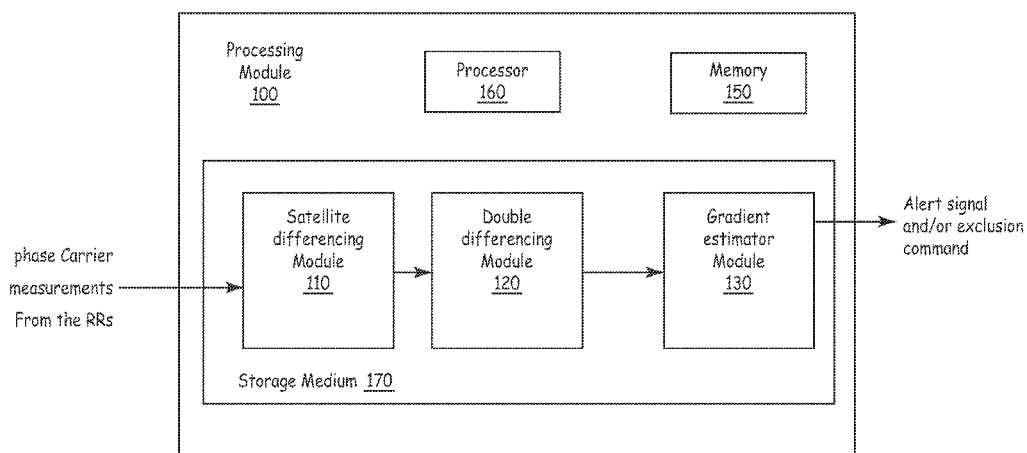 Processing
Module
100
Processor
160
Memory
150
Satellite
differencing
Module
110
Double
differencing
Module
120
Gradient
estimator
Module
130
Alert signal
and/or exclusion
command
phase Carrier
measurements
From the RRs
Storage Medium 170